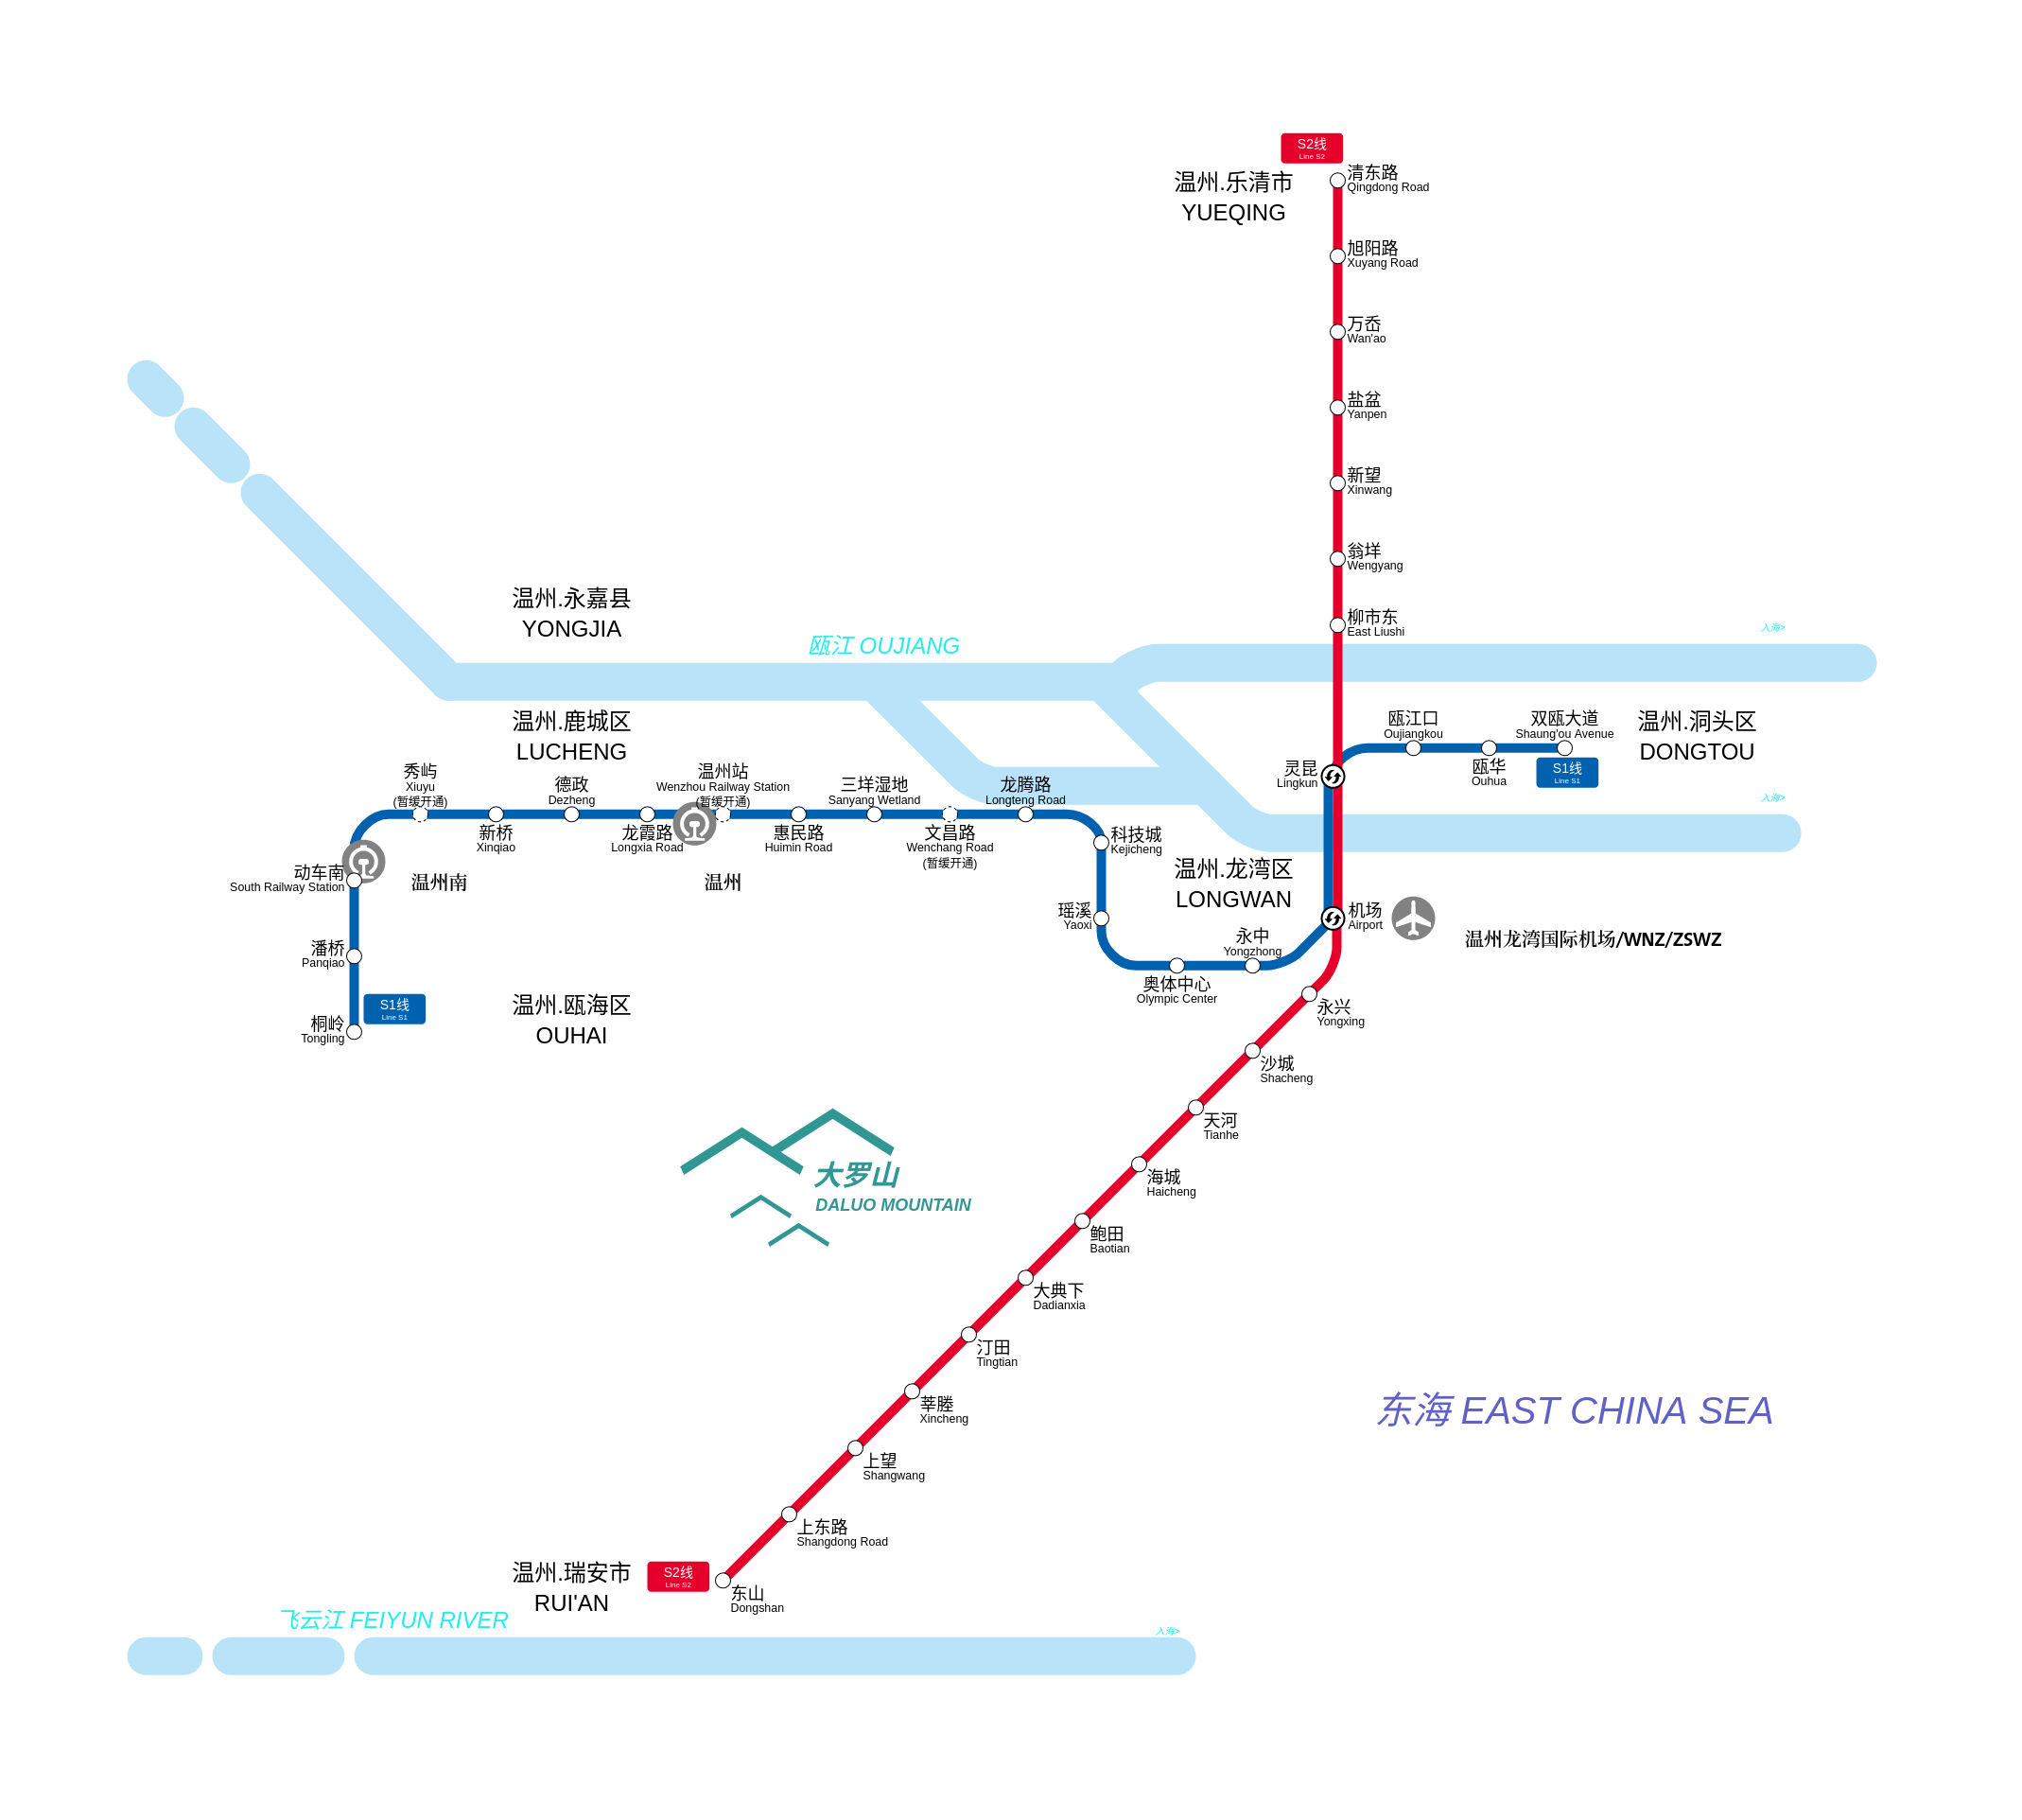 S2线
Line S2
清东路
Qingdong Road
温州.乐清市
YUEQING
旭阳路
Xuyang Road
万岙
Wan'ao
盐盆
Yanpen
新望
Xinwang
翁垟
Wengyang
柳市东
East Liushi
入海>
温州.永嘉县
YONGJIA
瓯江 OUJIANG
温州.鹿城区
LUCHENG
瓯江口
Oujiangkou
双瓯大道
Shaung'ou Avenue
温州.洞头区
DONGTOU
灵昆
Lingkun
瓯华
Ouhua
S1线
Line S1
入海>
秀屿
Xiuyu
(暂缓开通)
德政
Dezheng
温州站
Wenzhou Railway Station
(暂缓开通)
三垟湿地
Sanyang Wetland
龙腾路
Longteng Road
新桥
Xinqiao
龙霞路
Longxia Road
惠民路
Huimin Road
文昌路
Wenchang Road
(暂缓开通)
科技城
Kejicheng
动车南
South Railway Station
温州南
温州
温州.龙湾区
LONGWAN
瑶溪
Yaoxi
机场
Airport
温州龙湾国际机场/WNZ/ZSWZ
永中
Yongzhong
潘桥
Panqiao
奥体中心
Olympic Center
S1线
Line S1
温州.瓯海区
OUHAI
桐岭
Tongling
永兴
Yongxing
沙城
Shacheng
天河
Tianhe
海城
Haicheng
大罗山
DALUO MOUNTAIN
鲍田
Baotian
大典下
Dadianxia
汀田
Tingtian
莘塍
Xincheng
东海 EAST CHINA SEA
上望
Shangwang
上东路
Shangdong Road
温州.瑞安市
RUI'AN
S2线
Line S2
东山
Dongshan
飞云江 FEIYUN RIVER
入海>